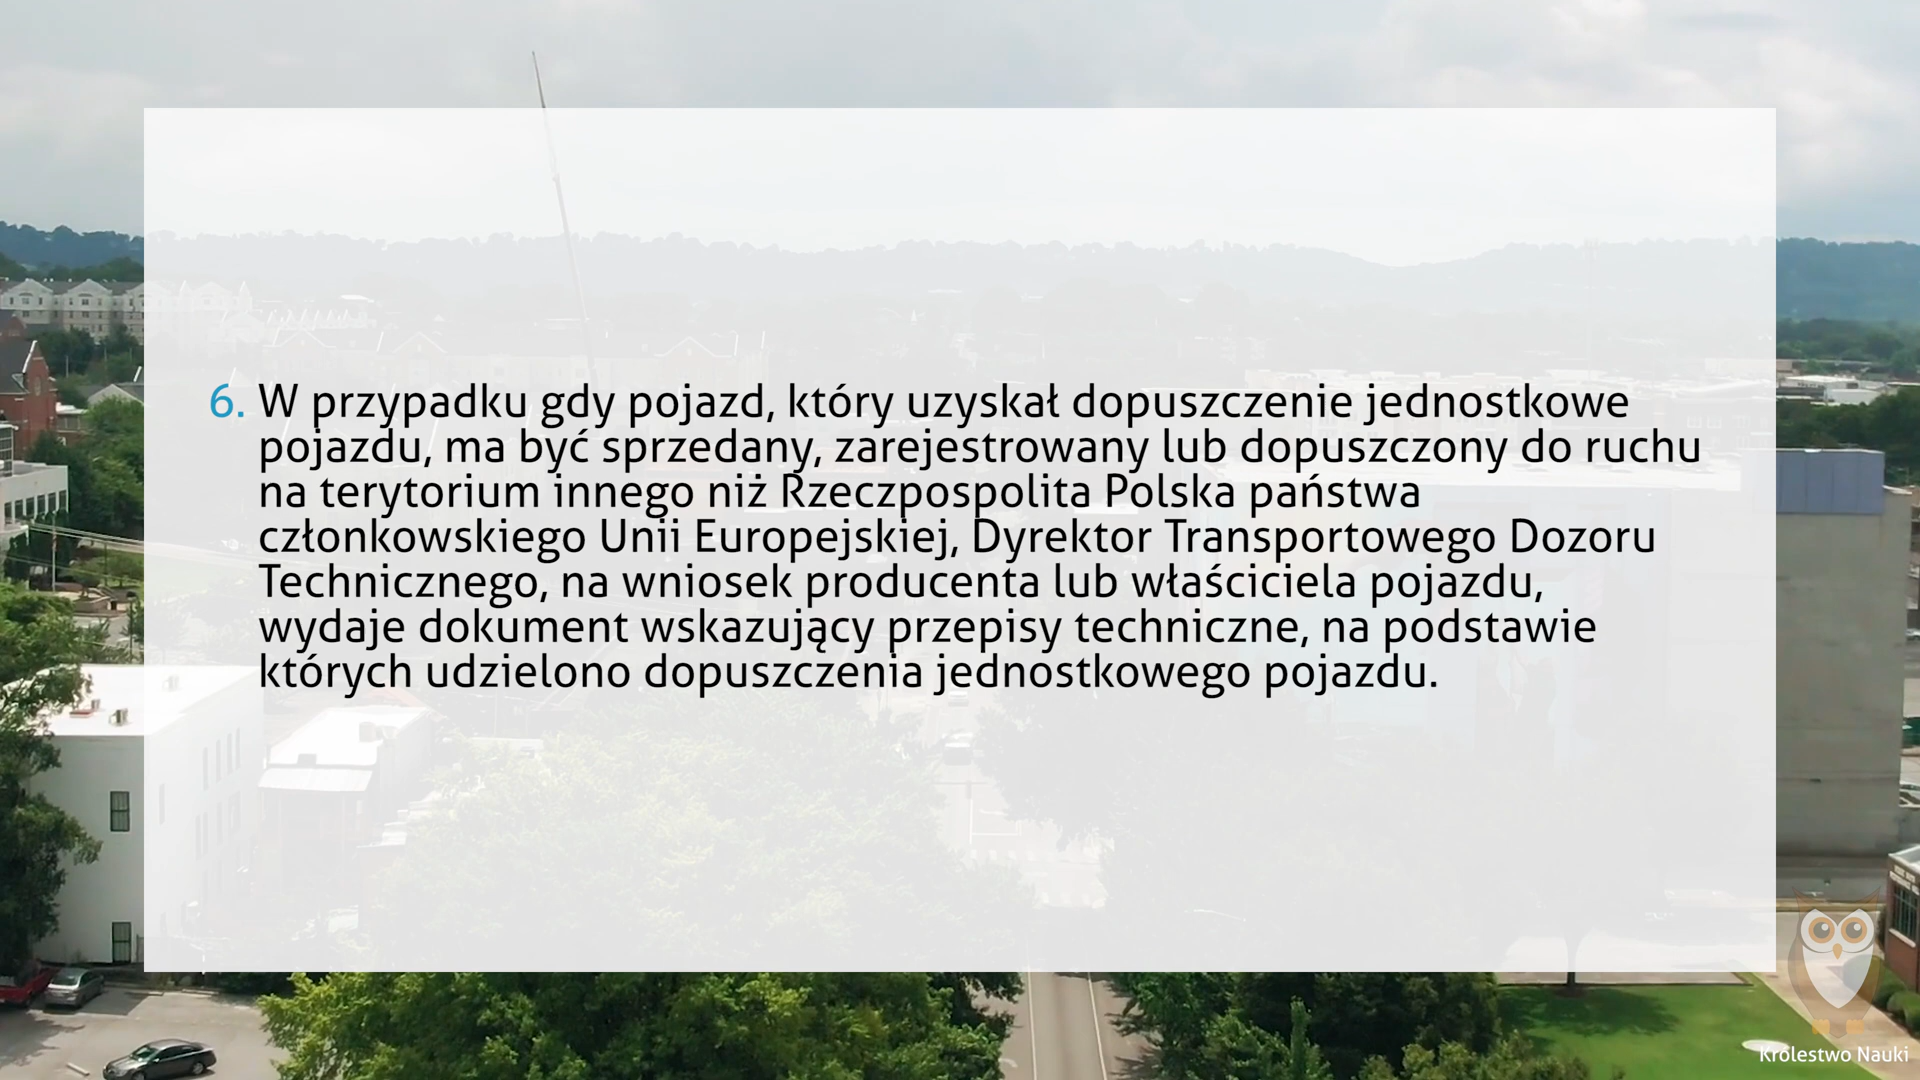 6. W przypadku gdy pojazd, który uzyskał dopuszczenie jednostkowe
pojazdu, ma być sprzedany, zarejestrowany lub dopuszczony do ruchu
na terytorium innego niż Rzeczpospolita Polska państwa
członkowskiego Unii Europejskiej, Dyrektor Transportowego Dozoru
Technicznego, na wniosek producenta lub właściciela pojazdu,
wydaje dokument wskazujący przepisy techniczne, na podstawie
których udzielono dopuszczenia jednostkowego pojazdu.
Królestwo Nauki